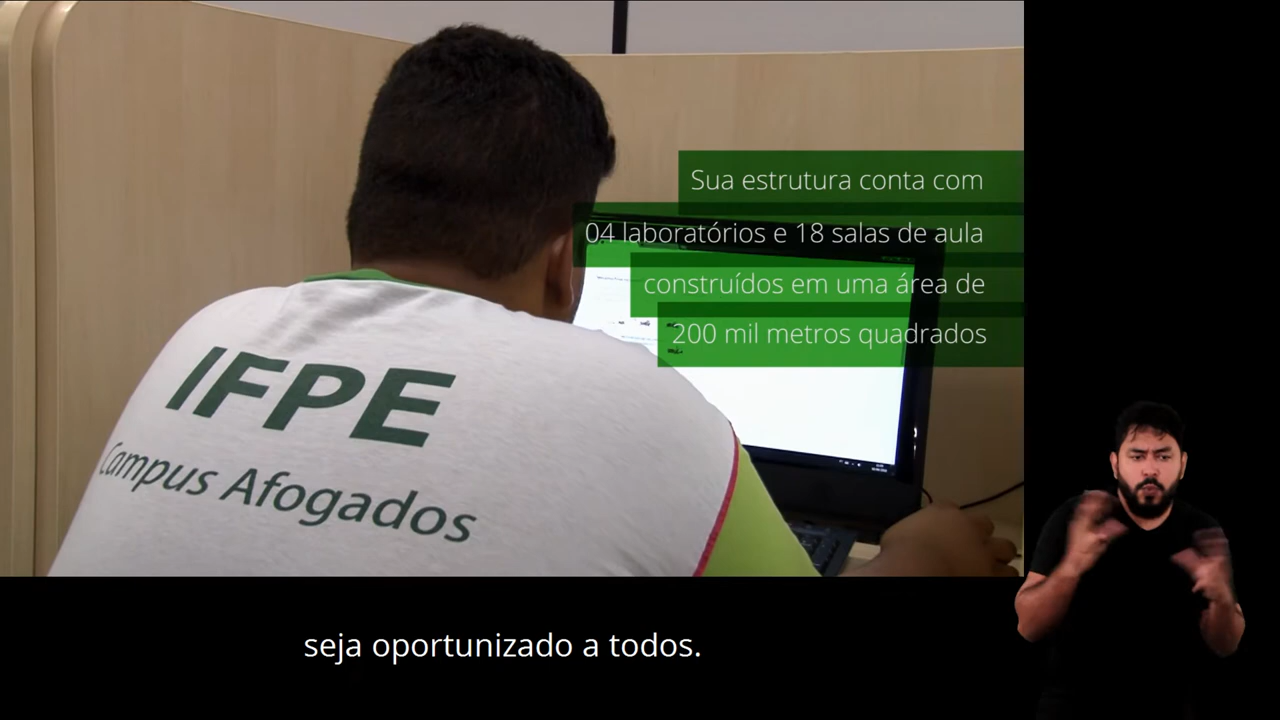 Sua estrutura conta com
04 laboratórios e 18 salas de aula
construídos em uma área de
200 mil metros quadrados
IFPE
Campus Afogados
seja oportunizado a todos.